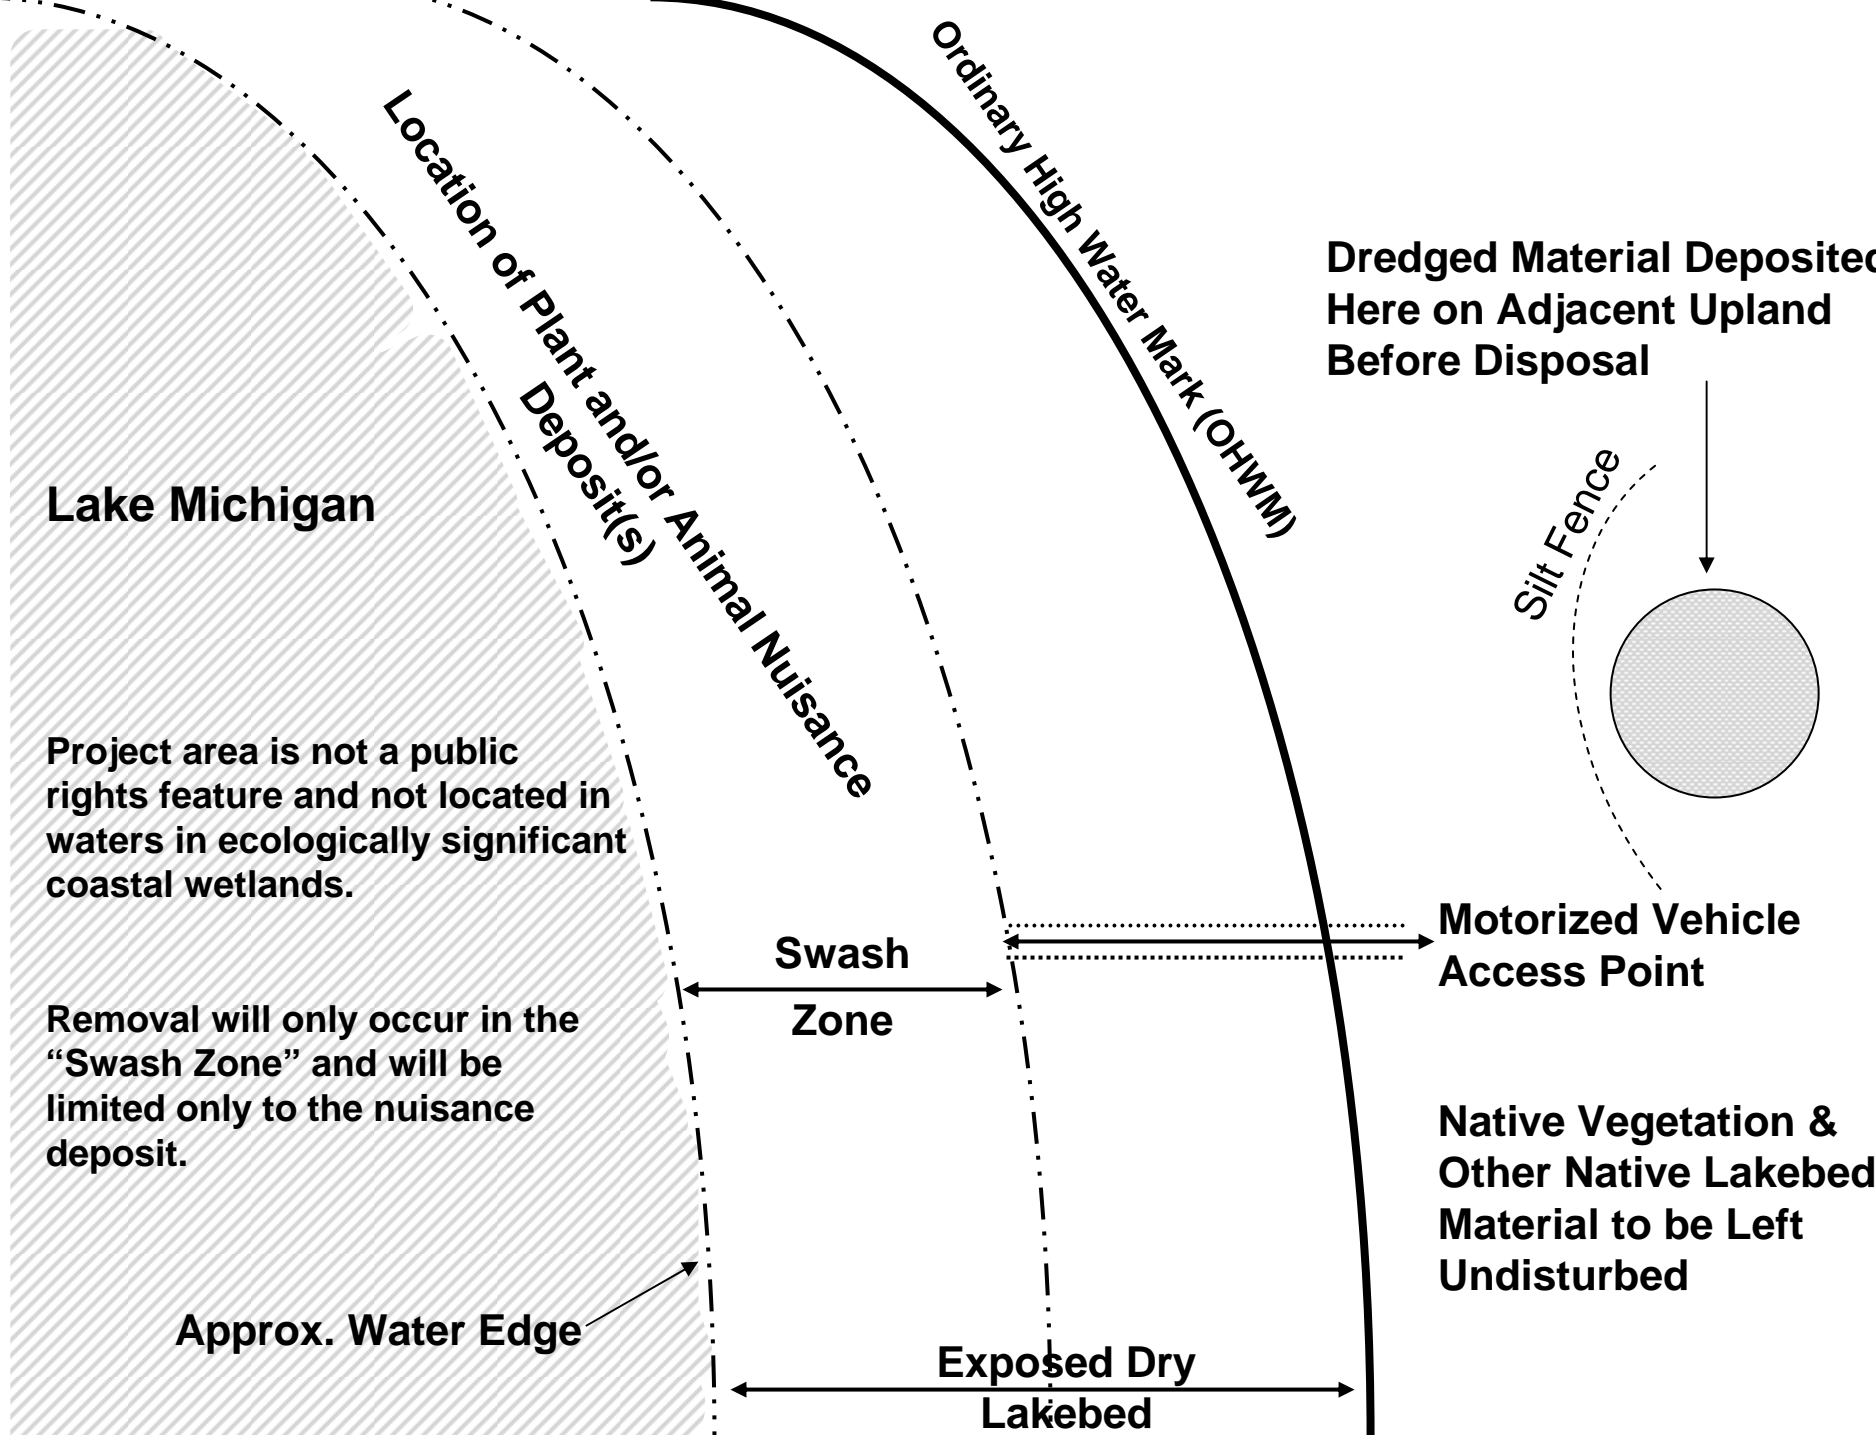 Ordinary High Water Mark (OHWM)
Location of Plant and/or Animal Nuisance
Deposit(s)
Dredged Material Deposited
Here on Adjacent Upland
Before Disposal
Silt Fence
Lake Michigan
Project area is not a public
rights feature and not located in
waters in ecologically significant
coastal wetlands.
Swash
Zone
Motorized Vehicle
Access Point
Removal will only occur in the
“Swash Zone” and will be
limited only to the nuisance
deposit.
Native Vegetation &
Other Native Lakebed
Material to be Left
Undisturbed
Approx. Water Edge
Exposed Dry
Lakebed